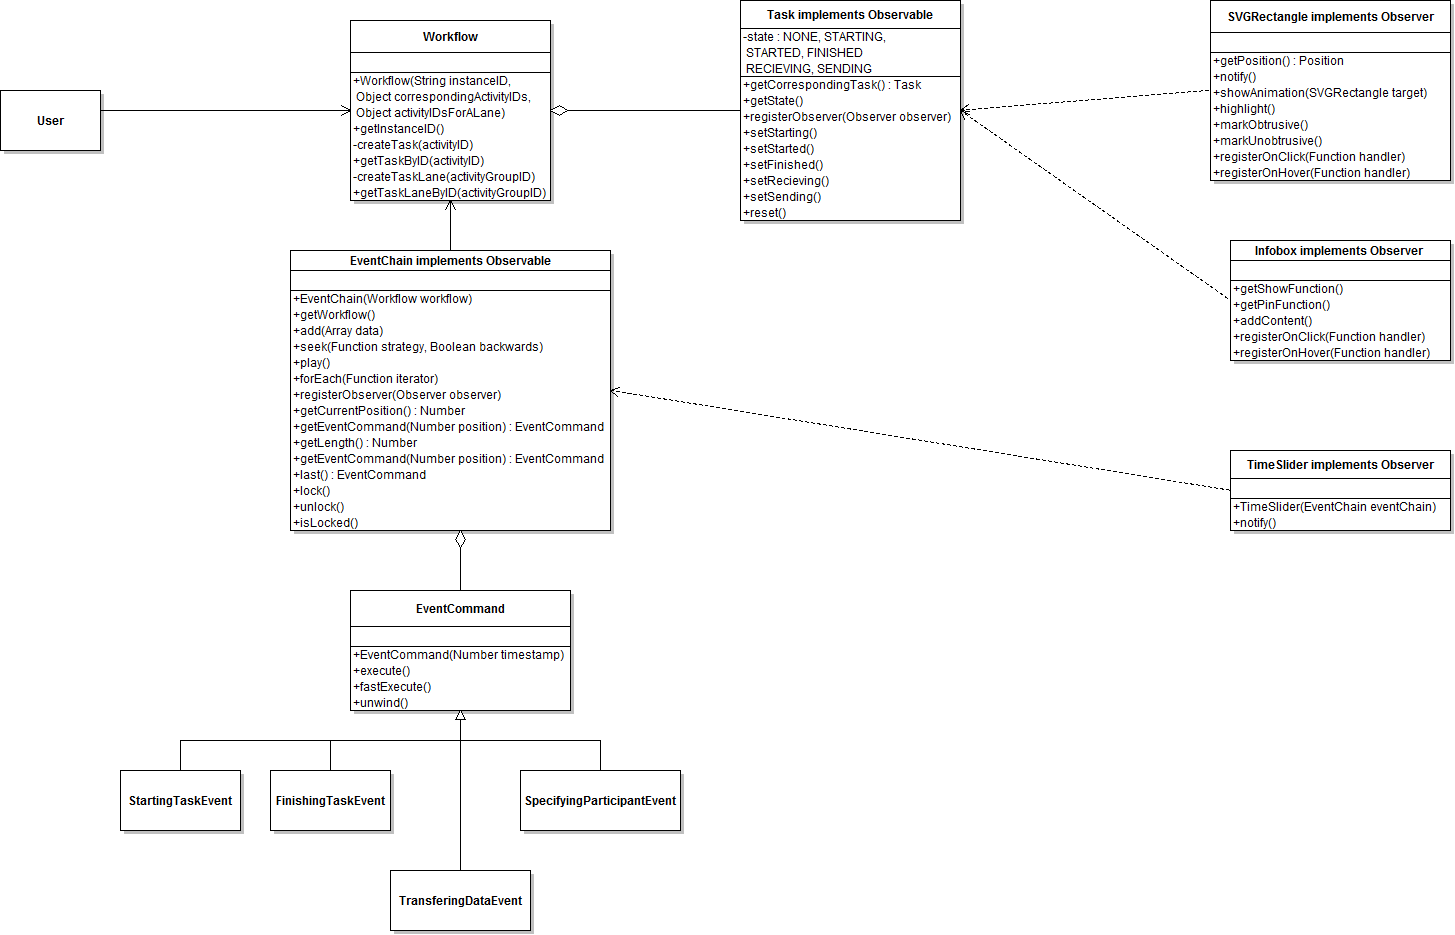 User
Workflow
+Workflow(String instanceID,
Object correspondingActivityIDs,
Object activityIDsForALane)
+getInstanceID()
-createTask(activityID)
+getTaskByID(activityID)
-createTaskLane(activityGroupID)
+getTaskLaneByID(activityGroupID)
Task implements Observable
-state : NONE, STARTING,
STARTED, FINISHED
RECIEVING, SENDING
+getCorrespondingTask() : Task
+getState()
+registerObserver(Observer observer)
+setStarting()
+setStarted()
+setFinished()
+setRecieving()
+setSending()
+reset()
SVGRectangle implements Observer
+getPosition() : Position
+notify()
+showAnimation(SVGRectangle target)
+highlight()
+markObtrusive()
+markUnobtrusive()
+registerOnClick(Function handler)
+registerOnHover(Function handler)
Infobox implements Observer
+getShowFunction()
+getPinFunction()
+addContent()
+registerOnClick(Function handler)
+registerOnHover(Function handler)
EventChain implements Observable
+EventChain(Workflow workflow)
+getWorkflow()
+add(Array data)
+seek(Function strategy, Boolean backwards)
+play()
+forEach(Function iterator)
+registerObserver(Observer observer)
+getCurrentPosition() : Number
+getEventCommand(Number position) : EventCommand
+getLength() : Number
+getEventCommand(Number position) : EventCommand
+last() : EventCommand
+lock()
+unlock()
+isLocked()
TimeSlider implements Observer
+TimeSlider(EventChain eventChain)
+notify()
EventCommand
+EventCommand(Number timestamp)
+execute()
+fastExecute()
+unwind()
StartingTaskEvent
FinishingTaskEvent
SpecifyingParticipantEvent
TransferingDataEvent